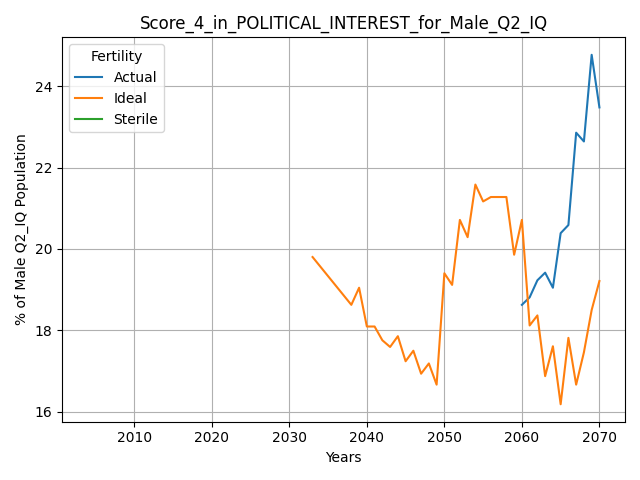 Score_4_in_POLITICAL_INTEREST_for_Male_Q2_IQ
Fertility
Actual
Ideal
Sterile
% of Male Q2_IQ Population
24
22
20
18
16
2010 2020 2030 2040 2050 2060 2070
Years